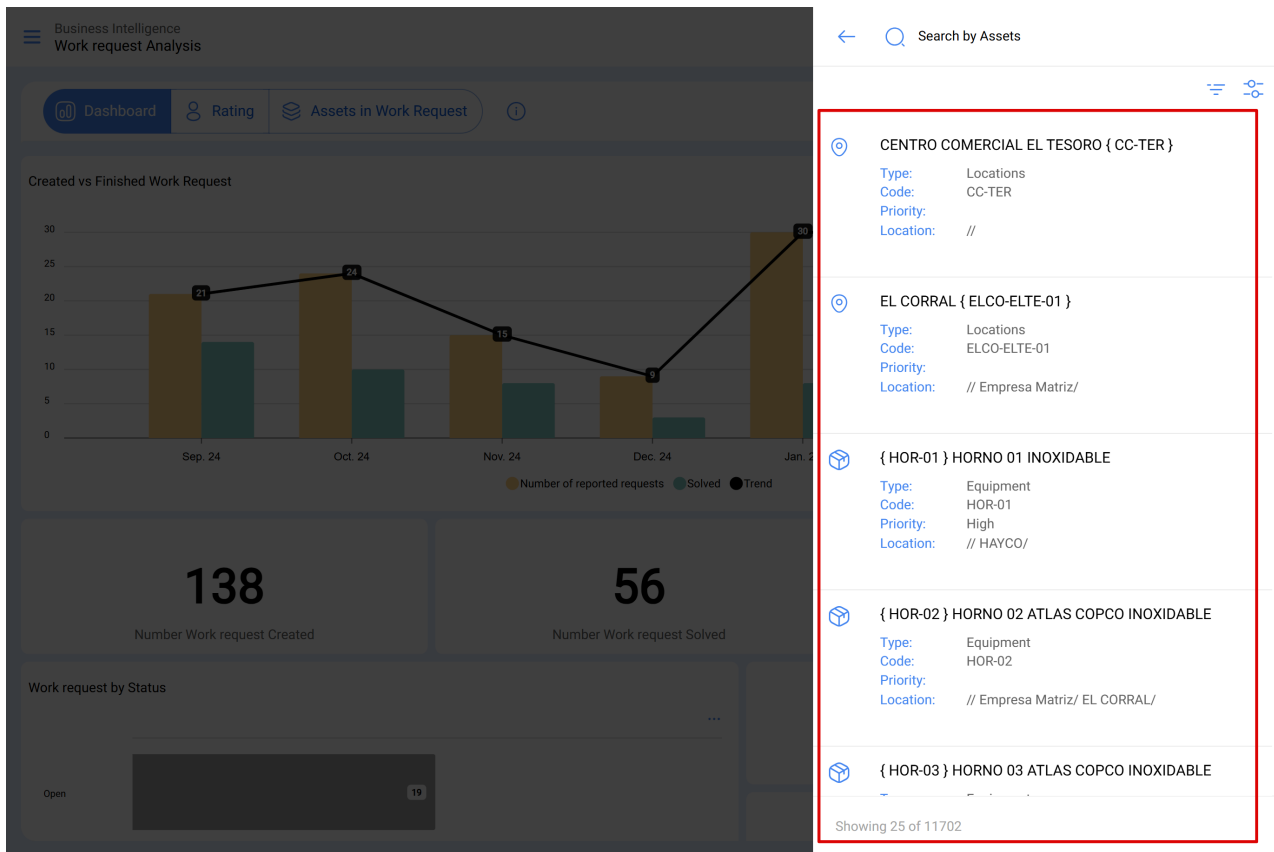 Business Intelligence
Work request Analysis
Dashboard
Rating
Assets in Work Request
Created vs Finished Work Request
30
25
20
15
10
5
0
21
24
15
9
30
Sep. 24
Oct. 24
Nov. 24
Dec. 24
Jan. 2
Number of reported requests
Solved
Trend
138
Number Work request Created
56
Number Work request Solved
Work request by Status
...
Open
19
Search by Assets
CENTRO COMERCIAL EL TESORO { CC-TER }
Type: Locations
Code: CC-TER
Priority:
Location: //
EL CORRAL { ELCO-ELTE-01 }
Type: Locations
Code: ELCO-ELTE-01
Priority:
Location: // Empresa Matriz/
{ HOR-01 } HORNO 01 INOXIDABLE
Type: Equipment
Code: HOR-01
Priority: High
Location: // HAYCO/
{ HOR-02 } HORNO 02 ATLAS COPCO INOXIDABLE
Type: Equipment
Code: HOR-02
Priority:
Location: // Empresa Matriz/ EL CORRAL/
{ HOR-03 } HORNO 03 ATLAS COPCO INOXIDABLE
Showing 25 of 11702